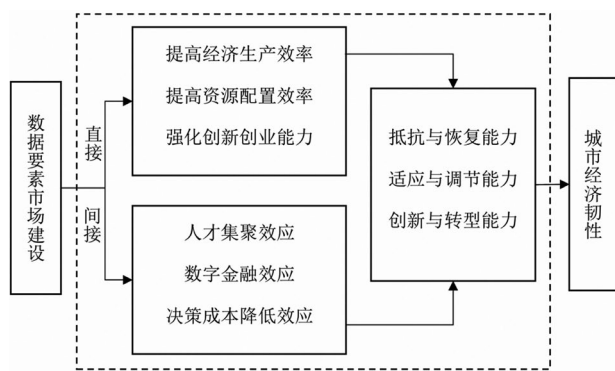 数据要素市场建设
直接
间接
提高经济生产效率
提高资源配置效率
强化创新创业能力
人才集聚效应
数字金融效应
决策成本降低效应
抵抗与恢复能力
适应与调节能力
创新与转型能力
城市经济韧性